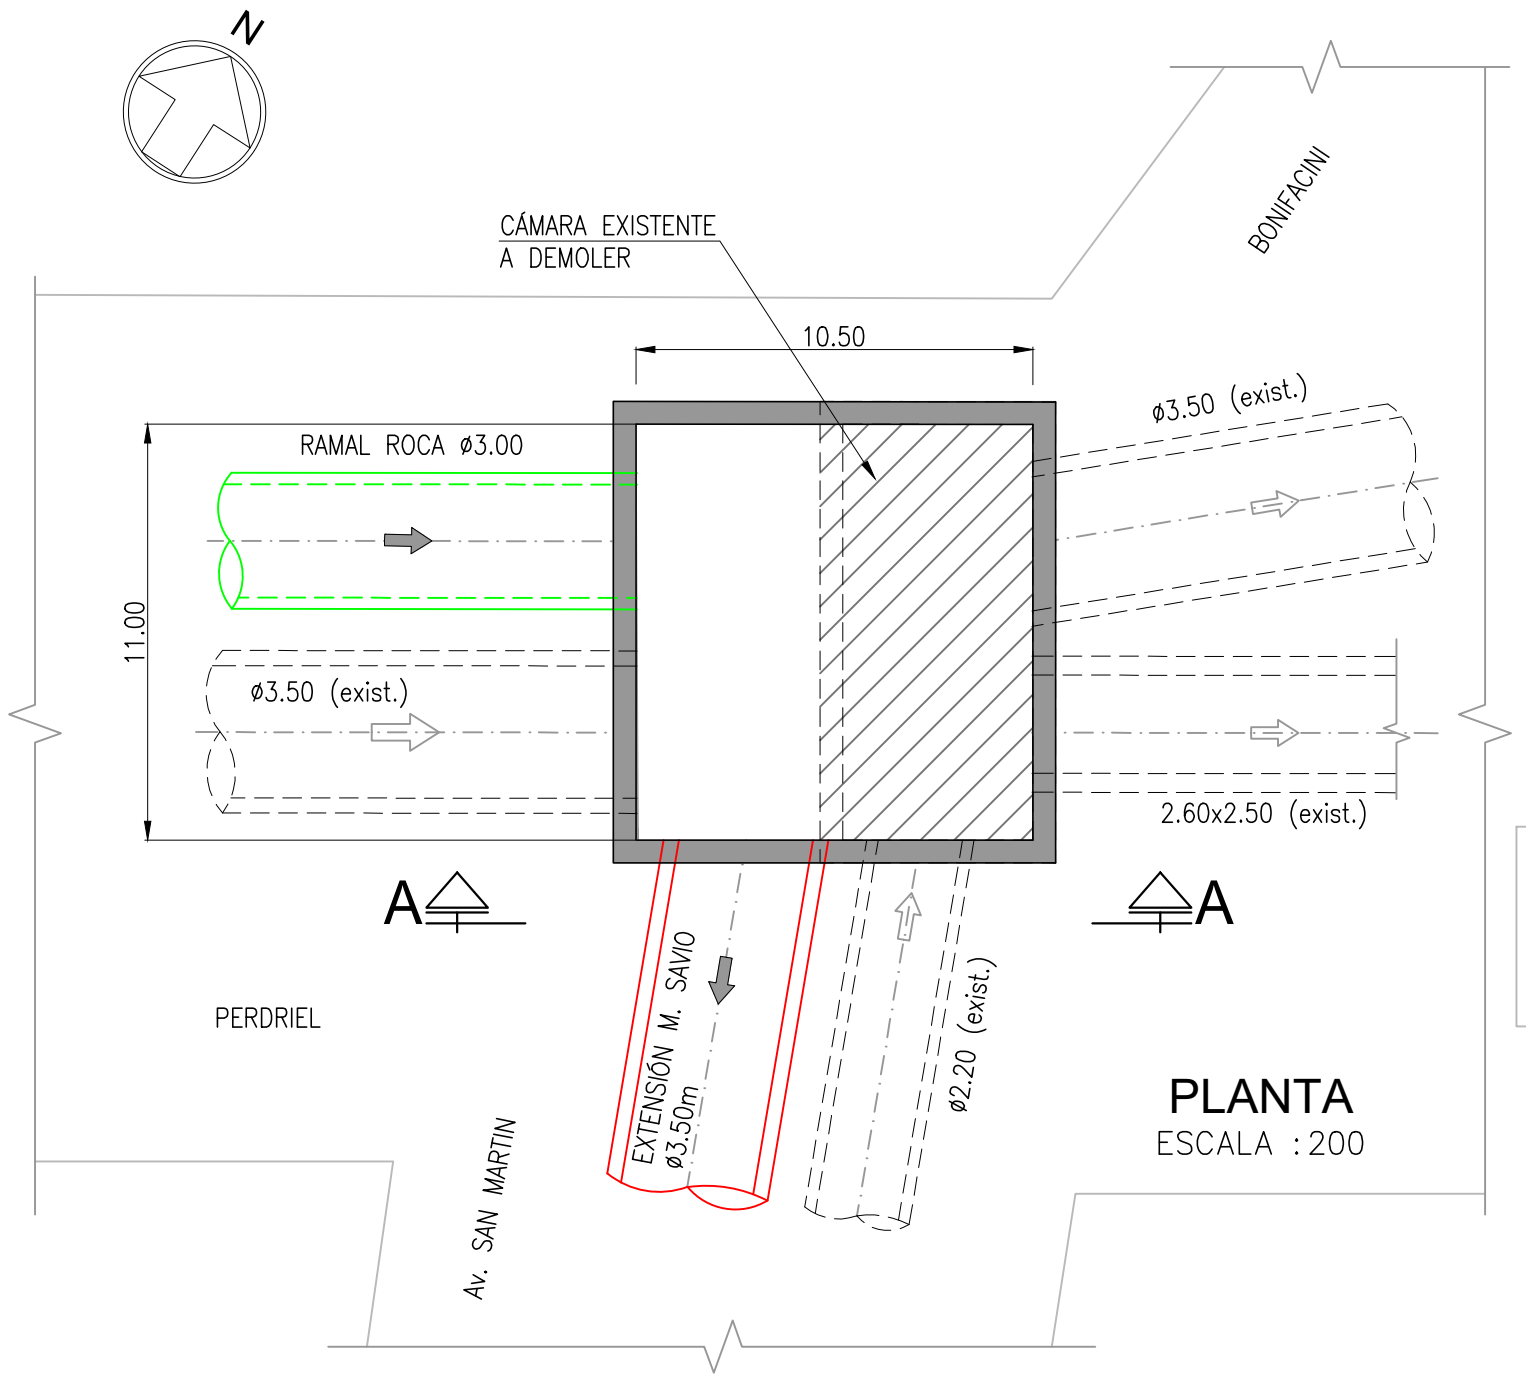 N
BONIFACINI
CÁMARA EXISTENTE
A DEMOLER
10.50
ø3.50 (exist.)
RAMAL ROCA ø3.00
11.00
ø3.50 (exist.)
2.60x2.50 (exist.)
A
A
EXTENSIÓN M. SAVIO
ø3.50m
ø2.20 (exist.)
PERDRIEL
PLANTA
ESCALA :200
Av. SAN MARTIN